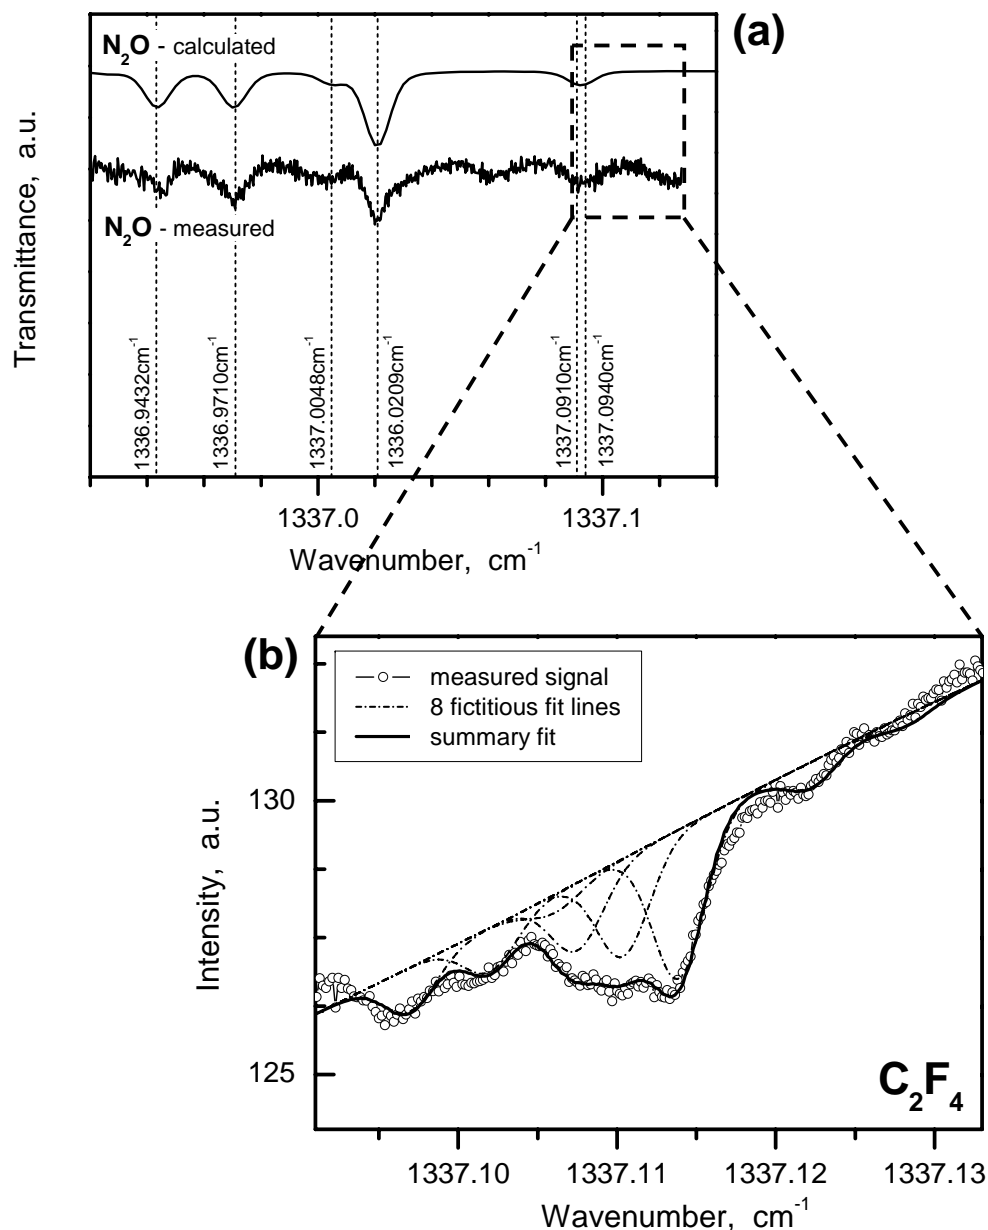 (a)
N₂O - calculated
N₂O - measured
Transmittance, a.u.
1336.9432cm⁻¹
1336.9710cm⁻¹
1337.0048cm⁻¹
1336.0209cm⁻¹
1337.0910cm⁻¹
1337.0940cm⁻¹
1337.0 1337.1
Wavenumber, cm⁻¹
(b)
measured signal
8 fictitious fit lines
summary fit
130
Intensity, a.u.
125
C₂F₄
1337.10 1337.11 1337.12 1337.13
Wavenumber, cm⁻¹